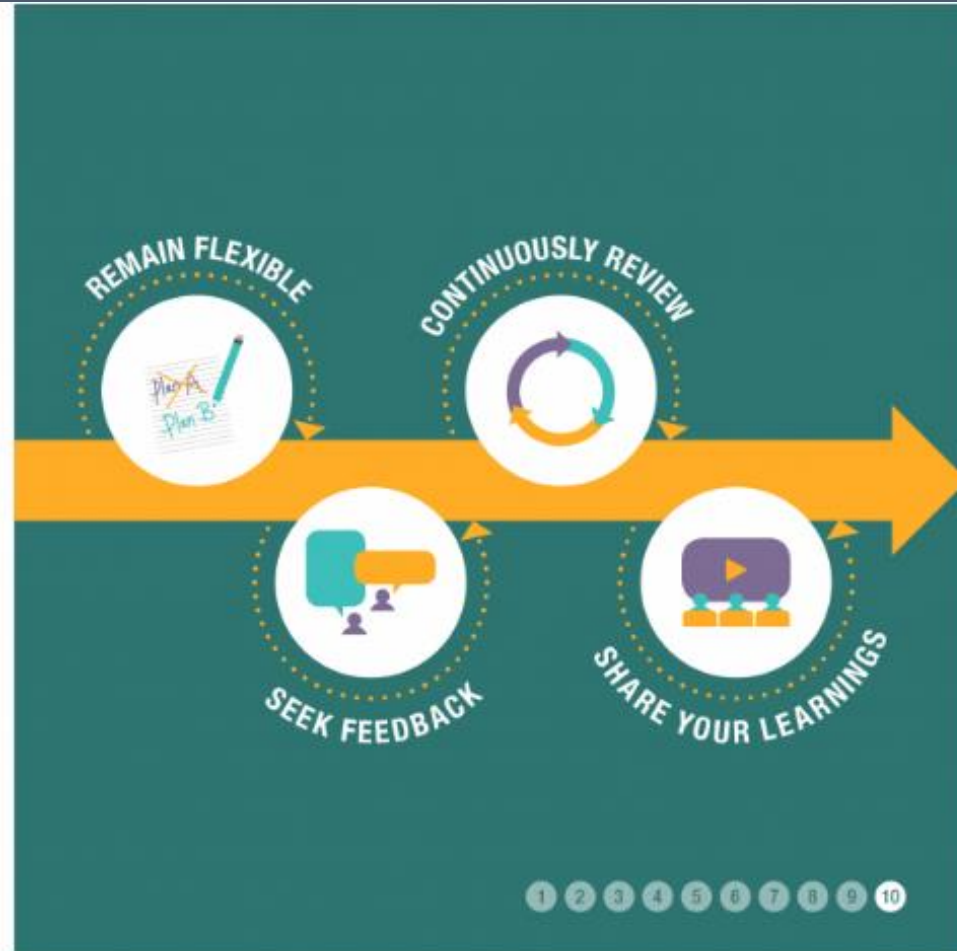 REMAIN FLEXIBLE
CONTINUOUSLY REVIEW
Plan A
Plan B
SEEK FEEDBACK
SHARE YOUR LEARNINGS
1 2 3 4 5 6 7 8 9 10